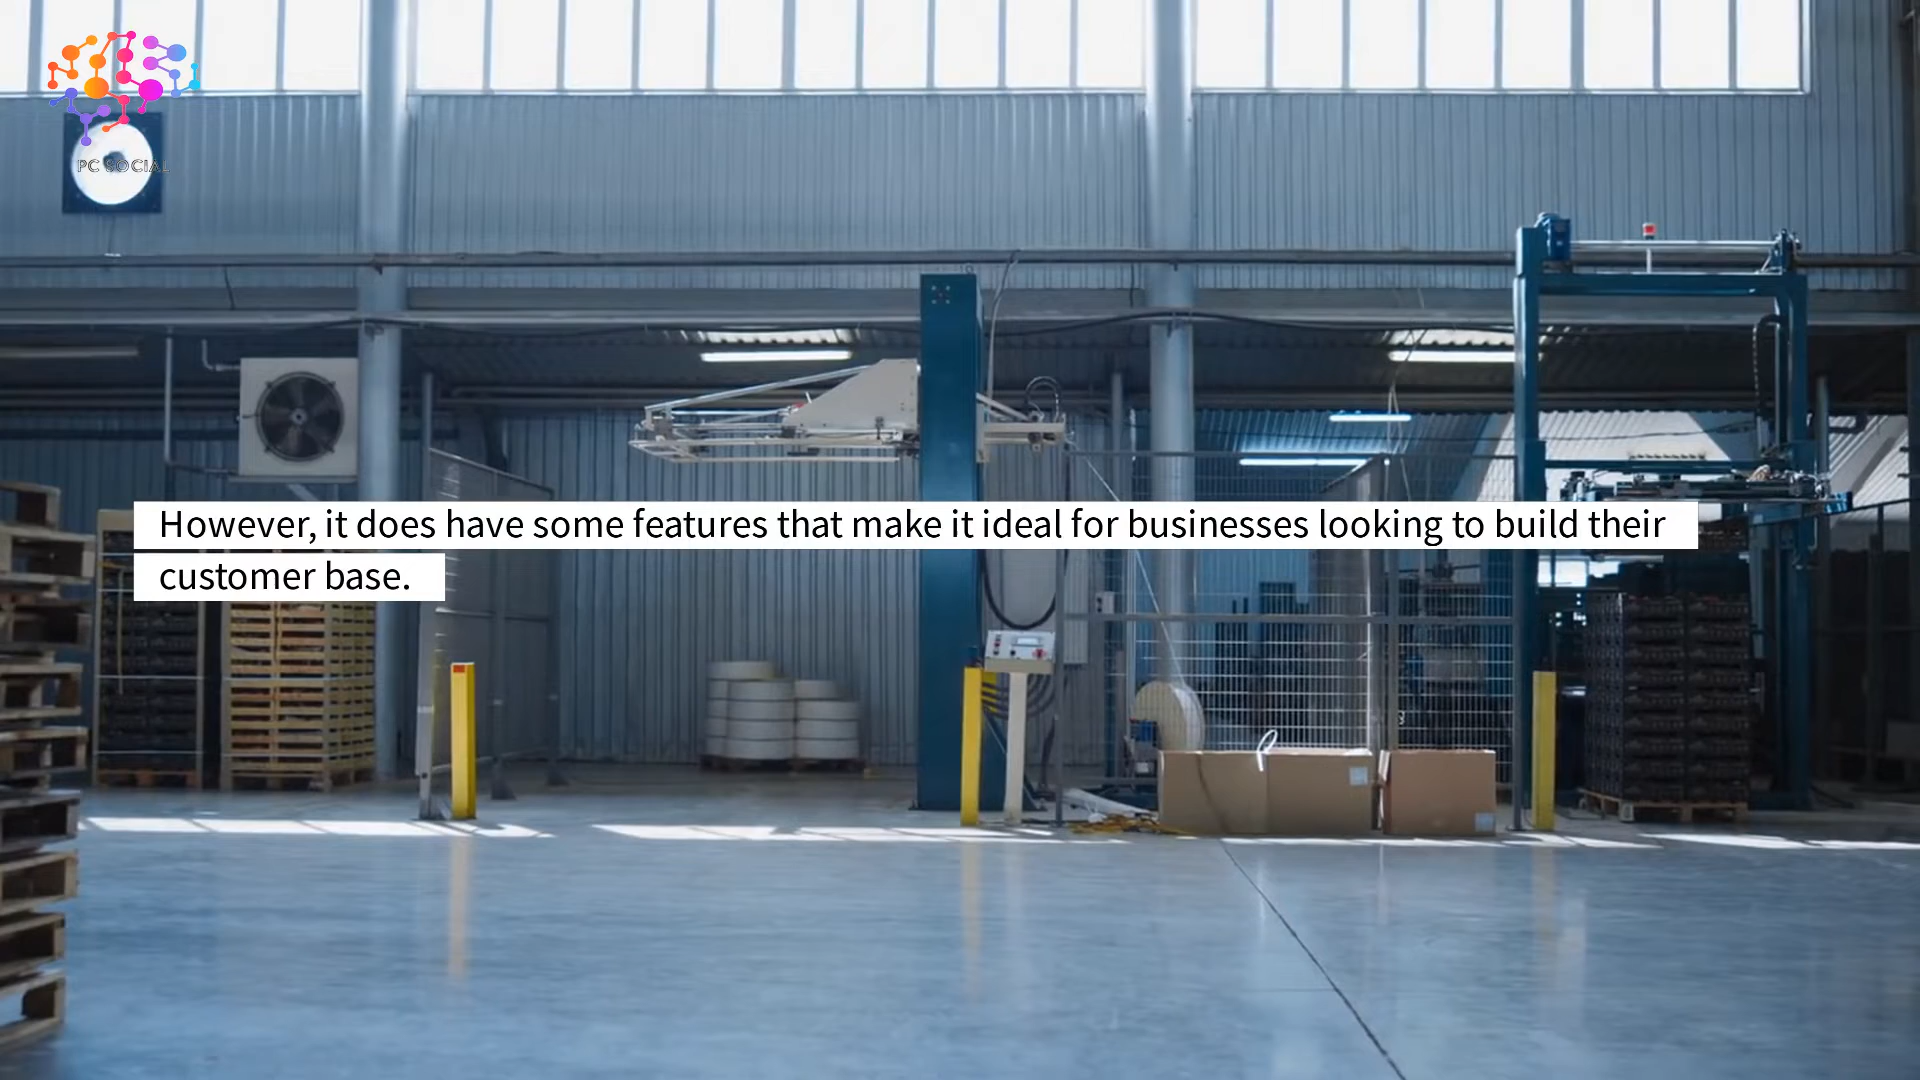 PC SOCIAL
However, it does have some features that make it ideal for businesses looking to build their
customer base.